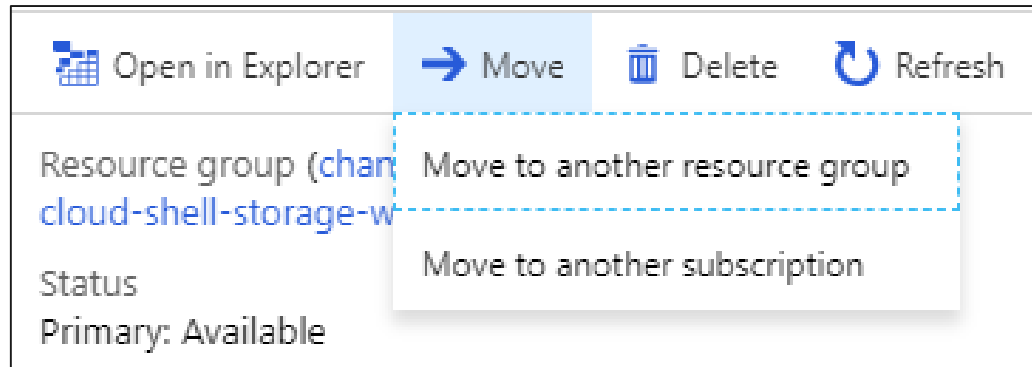 Open in Explorer Move Delete Refresh
Move to another resource group
Move to another subscription
Resource group (chan
cloud-shell-storage-w
Status
Primary: Available